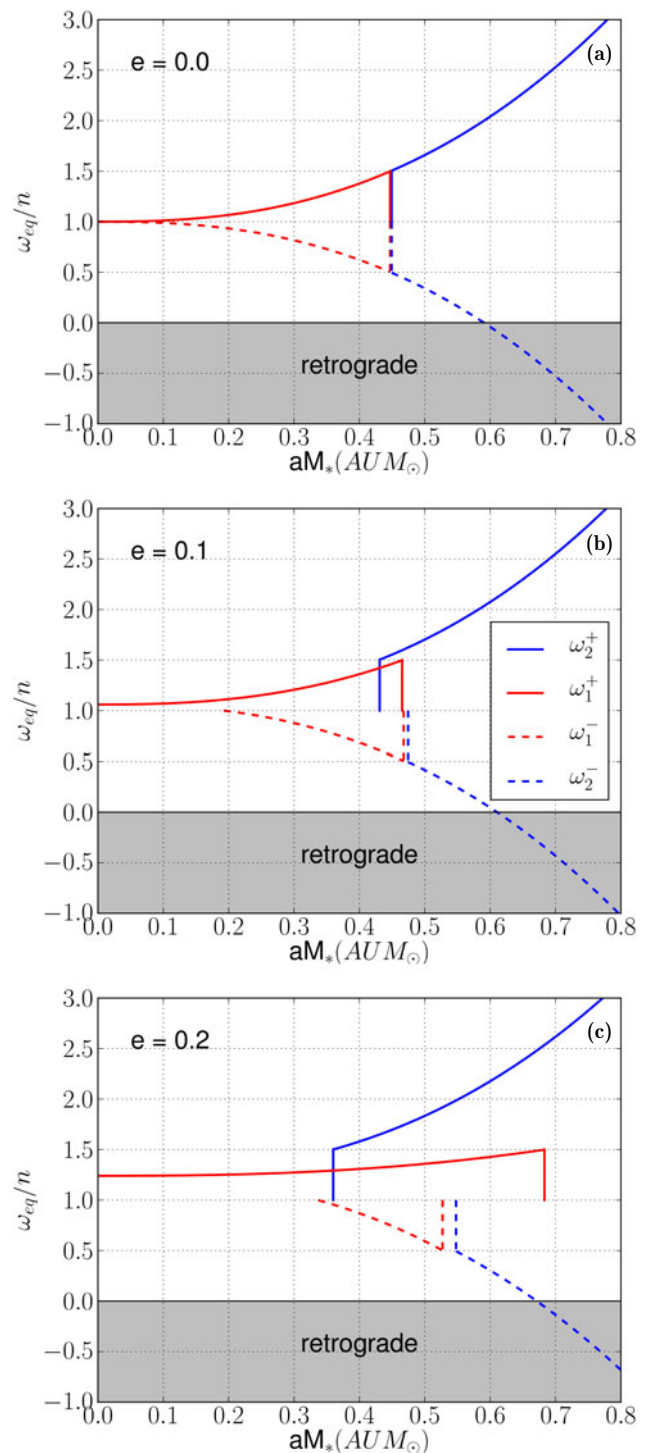 3.0
(a)
e = 0.0
2.5
2.0
1.5
ω_eq/n
1.0
0.5
0.0
retrograde
−0.5
−1.0
0.0 0.1 0.2 0.3 0.4 0.5 0.6 0.7 0.8
aM_*(AUM_⊙)
3.0
(b)
e = 0.1
2.5
2.0
1.5
ω_2^+
ω_1^+
ω_1^-
ω_2^-
ω_eq/n
1.0
0.5
0.0
retrograde
−0.5
−1.0
0.0 0.1 0.2 0.3 0.4 0.5 0.6 0.7 0.8
aM_*(AUM_⊙)
3.0
(c)
e = 0.2
2.5
2.0
1.5
ω_eq/n
1.0
0.5
0.0
retrograde
−0.5
−1.0
0.0 0.1 0.2 0.3 0.4 0.5 0.6 0.7 0.8
aM_*(AUM_⊙)